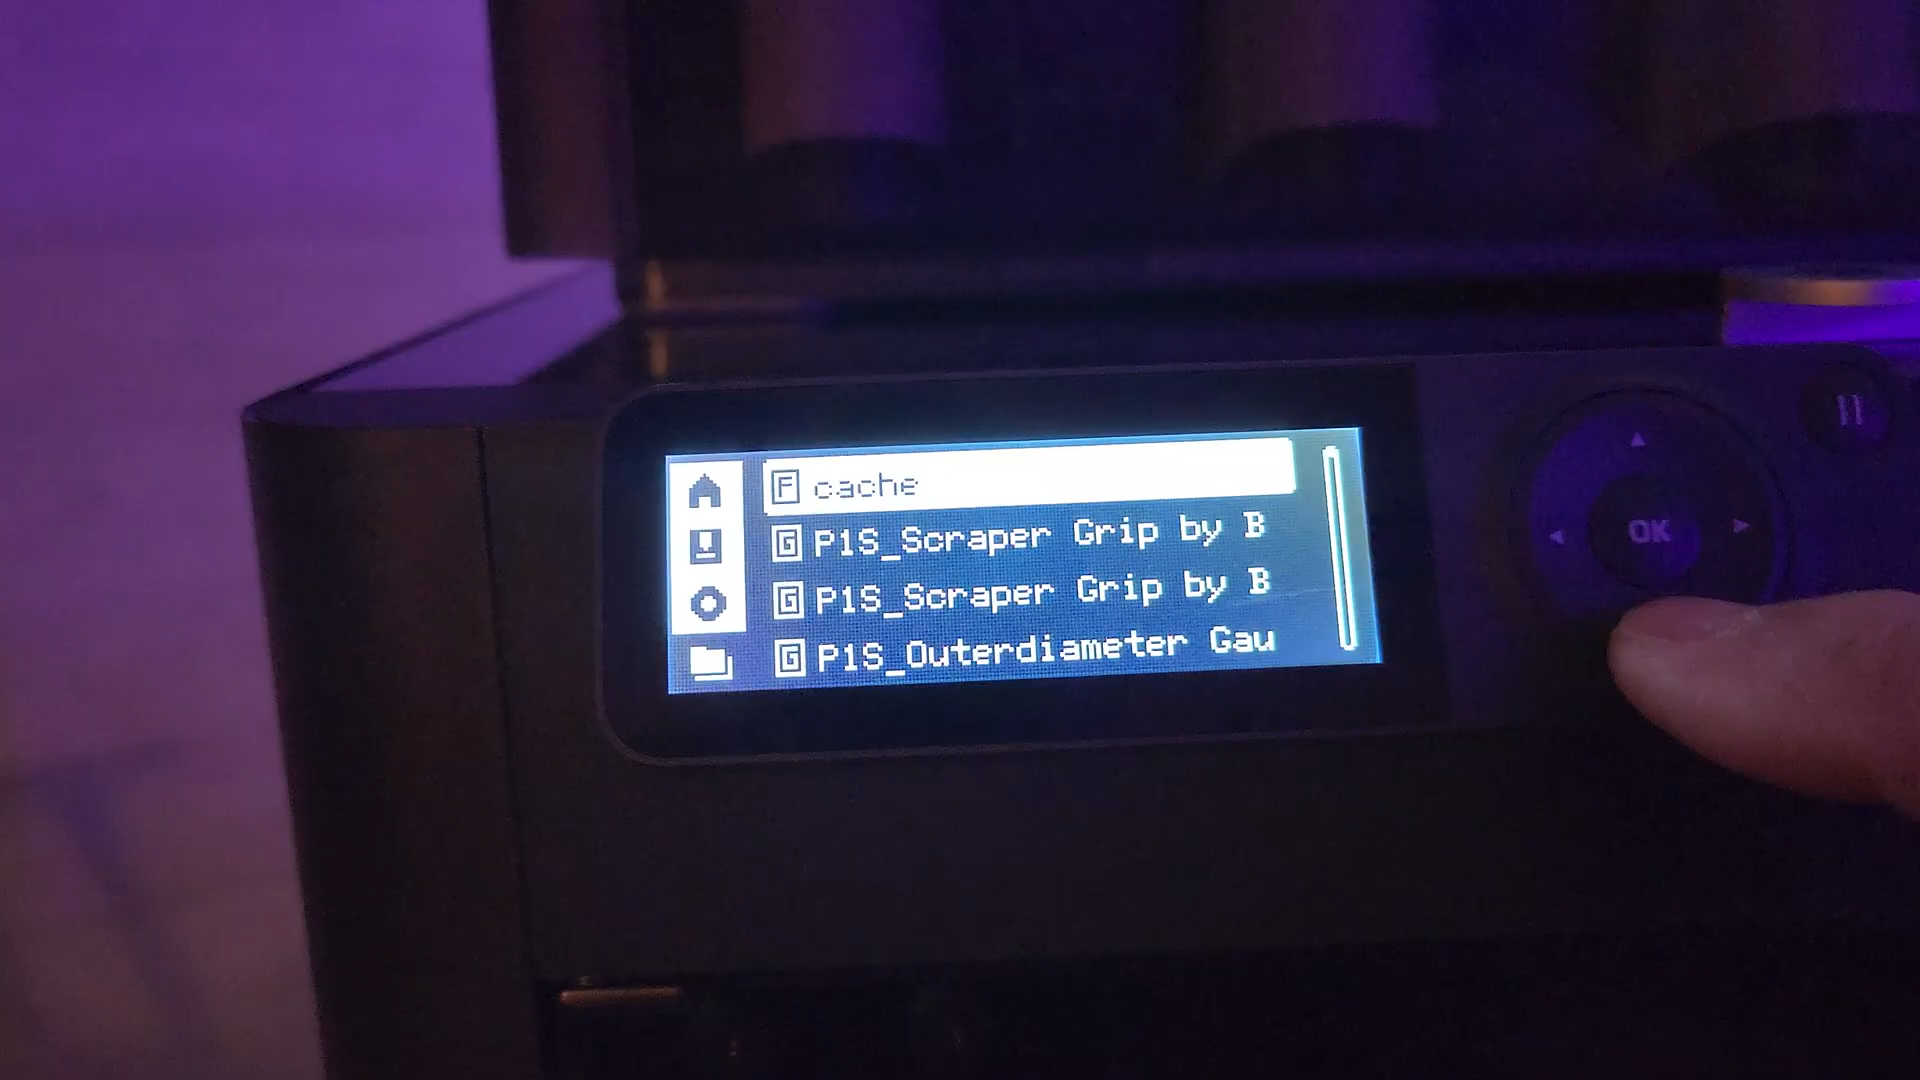 F cache
G P1S_Scraper Grip by B
G P1S_Scraper Grip by B
G P1S_Outerdiameter Gau
OK